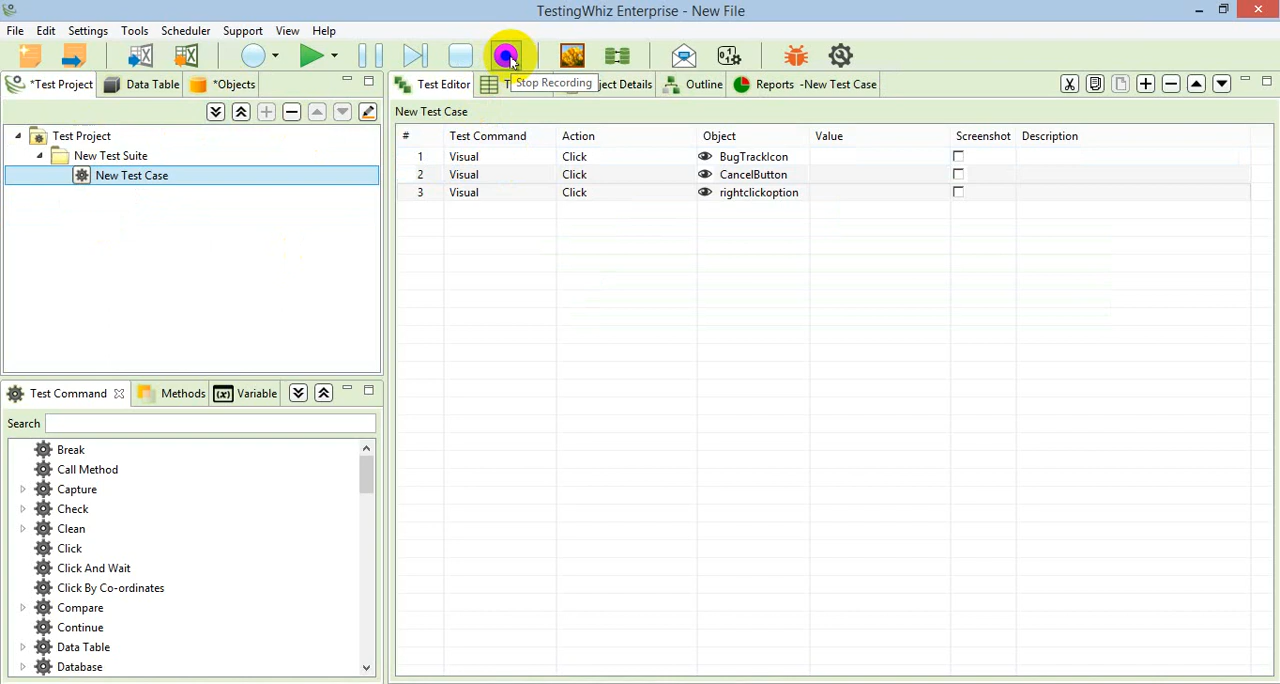 TestingWhiz Enterprise - New File
File Edit Settings Tools Scheduler Support View Help
*Test Project Data Table *Objects
Test Editor T Stop Recording ject Details Outline Reports -New Test Case
New Test Case
# Test Command Action Object Value Screenshot Description
1 Visual Click BugTrackIcon
2 Visual Click CancelButton
3 Visual Click rightclickoption
Test Project
New Test Suite
New Test Case
Test Command Methods (x) Variable
Search
Break
Call Method
Capture
Check
Clean
Click
Click And Wait
Click By Co-ordinates
Compare
Continue
Data Table
Database